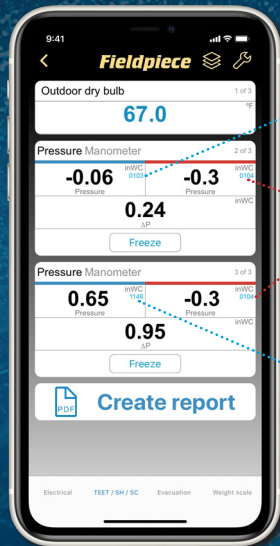 9:41
Fieldpiece
Outdoor dry bulb 1 of 3
67.0 °F
Pressure Manometer 2 of 3
-0.06 inWC 0103 -0.3 inWC 0104
Pressure Pressure
0.24 inWC
ΔP
Freeze
Pressure Manometer 3 of 3
0.65 inWC 1149 -0.3 inWC 0104
Pressure Pressure
0.95 inWC
ΔP
Freeze
PDF Create report
Electrical TEET / SH / SC Evacuation Weight scale